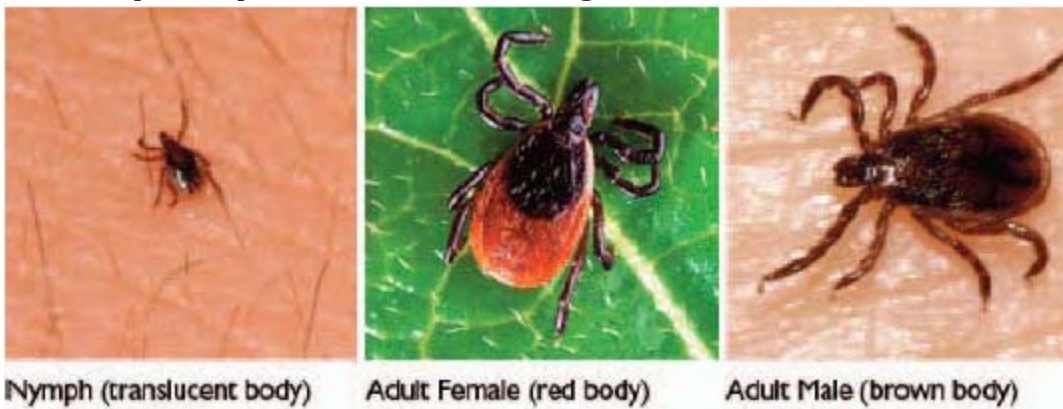 Nymph (translucent body)
Adult Female (red body)
Adult Male (brown body)